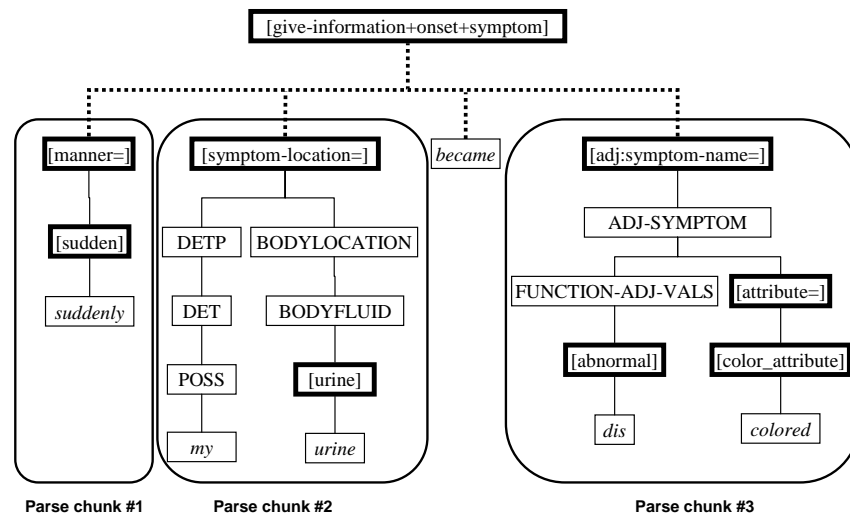 [give-information+onset+symptom]
[manner=]
[symptom-location=]
became
[adj:symptom-name=]
[sudden]
DETP
BODYLOCATION
ADJ-SYMPTOM
suddenly
DET
BODYFLUID
FUNCTION-ADJ-VALS
[attribute=]
POSS
[urine]
[abnormal]
[color_attribute]
my
urine
dis
colored
Parse chunk #1
Parse chunk #2
Parse chunk #3